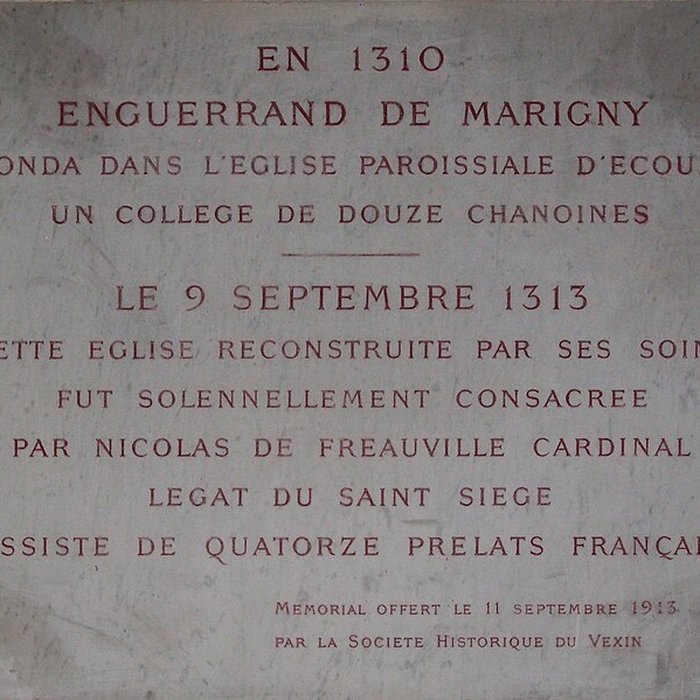 EN 1310
ENGUERRAND DE MARIGNY
ONDA DANS L'EGLISE PAROISSIALE D'ECOU
UN COLLEGE DE DOUZE CHANOINES
LE 9 SEPTEMBRE 1313
ETTE EGLISE RECONSTRUITE PAR SES SOIN
FUT SOLENNELLEMENT CONSACREE
PAR NICOLAS DE FREAUVILLE CARDINAL
LEGAT DU SAINT SIEGE
SSISTE DE QUATORZE PRELATS FRANÇAI
MEMORIAL OFFERT LE 11 SEPTEMBRE 1913
PAR LA SOCIETE HISTORIQUE DU VEXIN